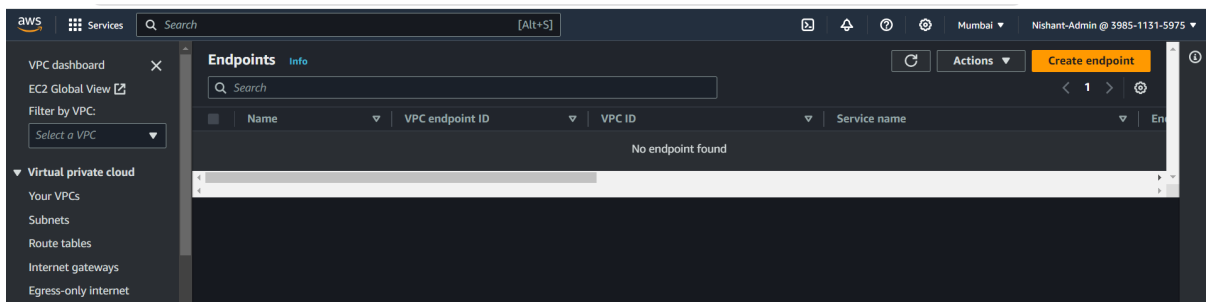 aws Services Search [Alt+S] Mumbai ▼ Nishant-Admin @ 3985-1131-5975 ▼
VPC dashboard
EC2 Global View
Filter by VPC:
Select a VPC
Virtual private cloud
Your VPCs
Subnets
Route tables
Internet gateways
Egress-only internet
Endpoints Info
Actions ▼ Create endpoint
Search
1
Name VPC endpoint ID VPC ID Service name
No endpoint found